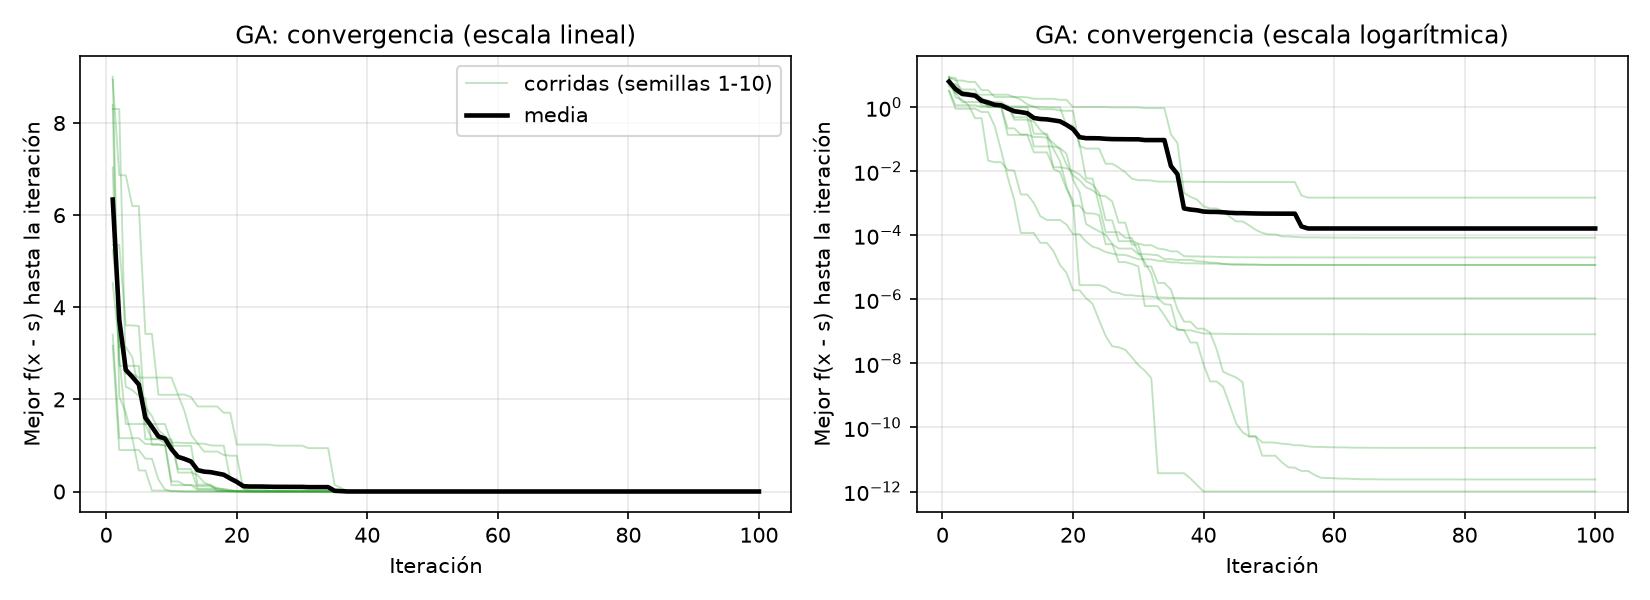 GA: convergencia (escala lineal)
corridas (semillas 1-10)
media
Mejor f(x - s) hasta la iteración
8
6
4
2
0
0 20 40 60 80 100
Iteración
GA: convergencia (escala logarítmica)
Mejor f(x - s) hasta la iteración
10⁰
10⁻²
10⁻⁴
10⁻⁶
10⁻⁸
10⁻¹⁰
10⁻¹²
0 20 40 60 80 100
Iteración